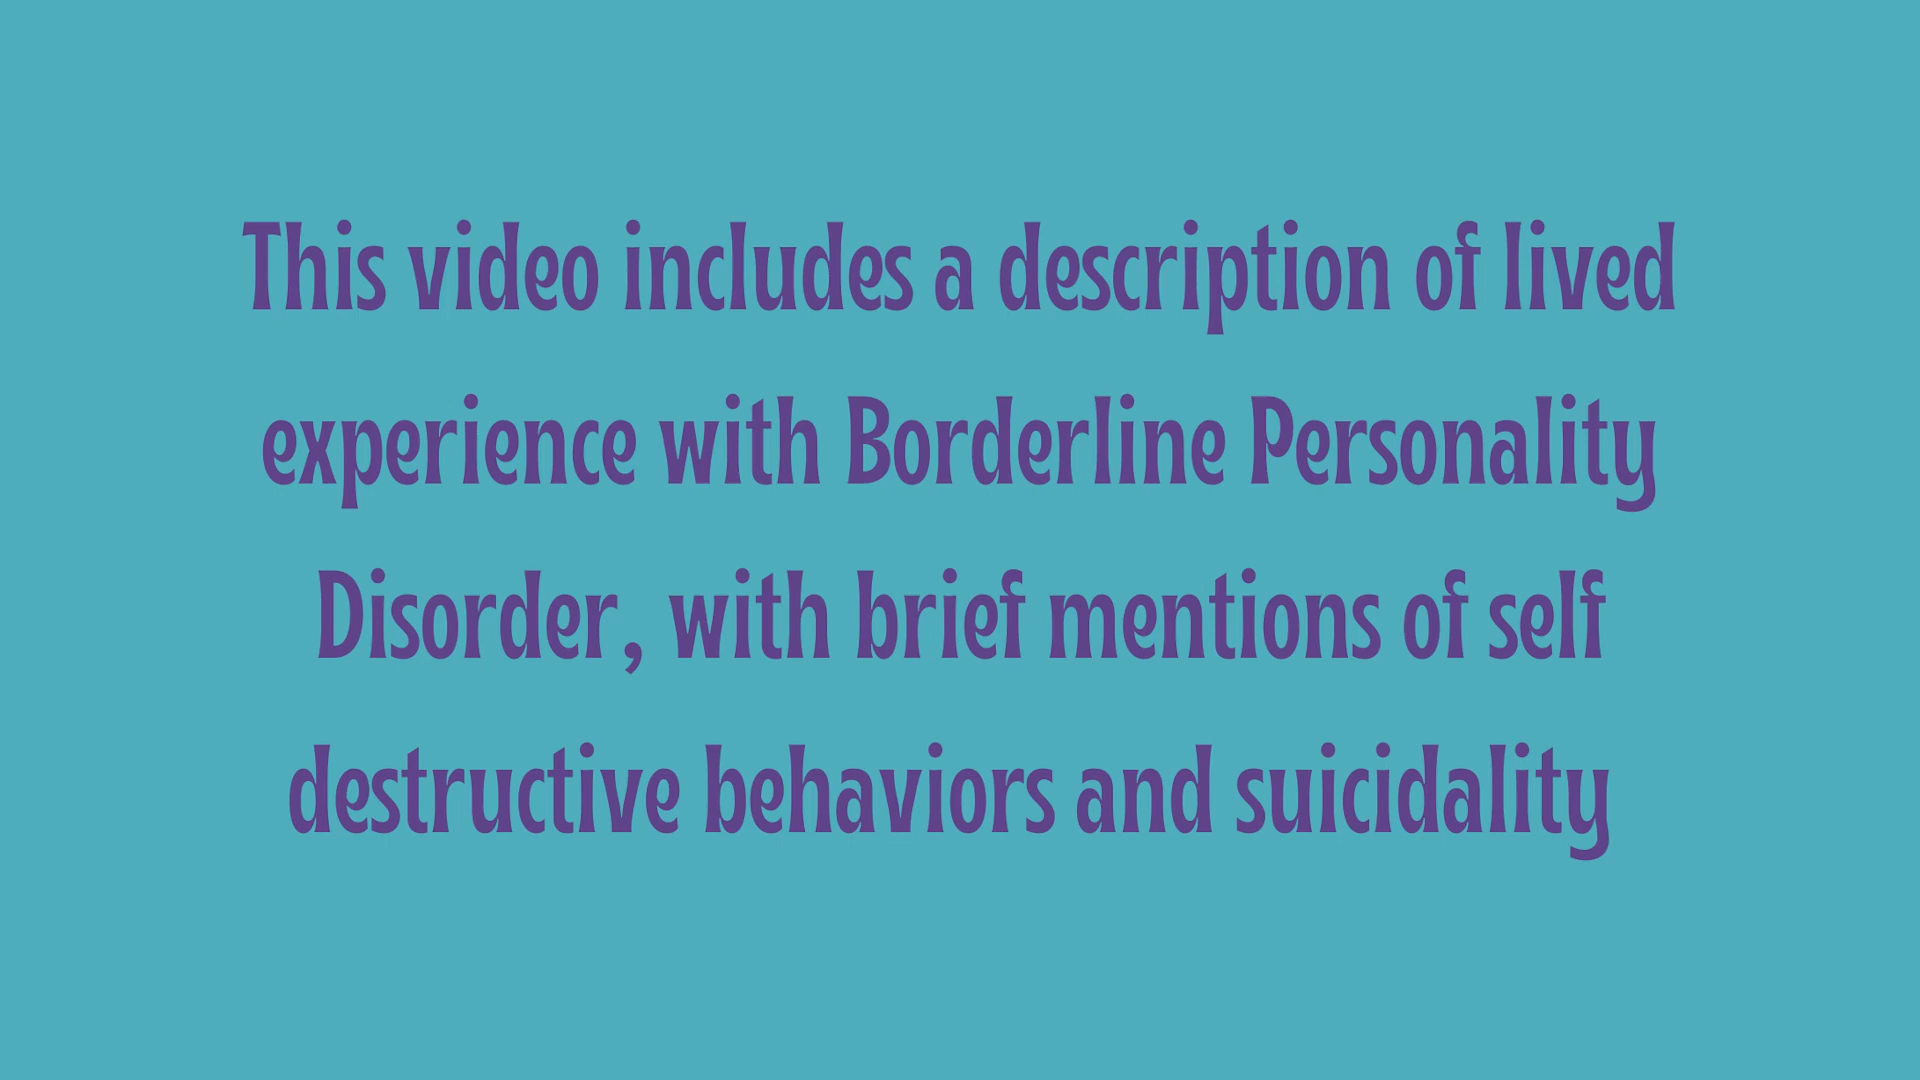 This video includes a description of lived
experience with Borderline Personality
Disorder, with brief mentions of self
destructive behaviors and suicidality